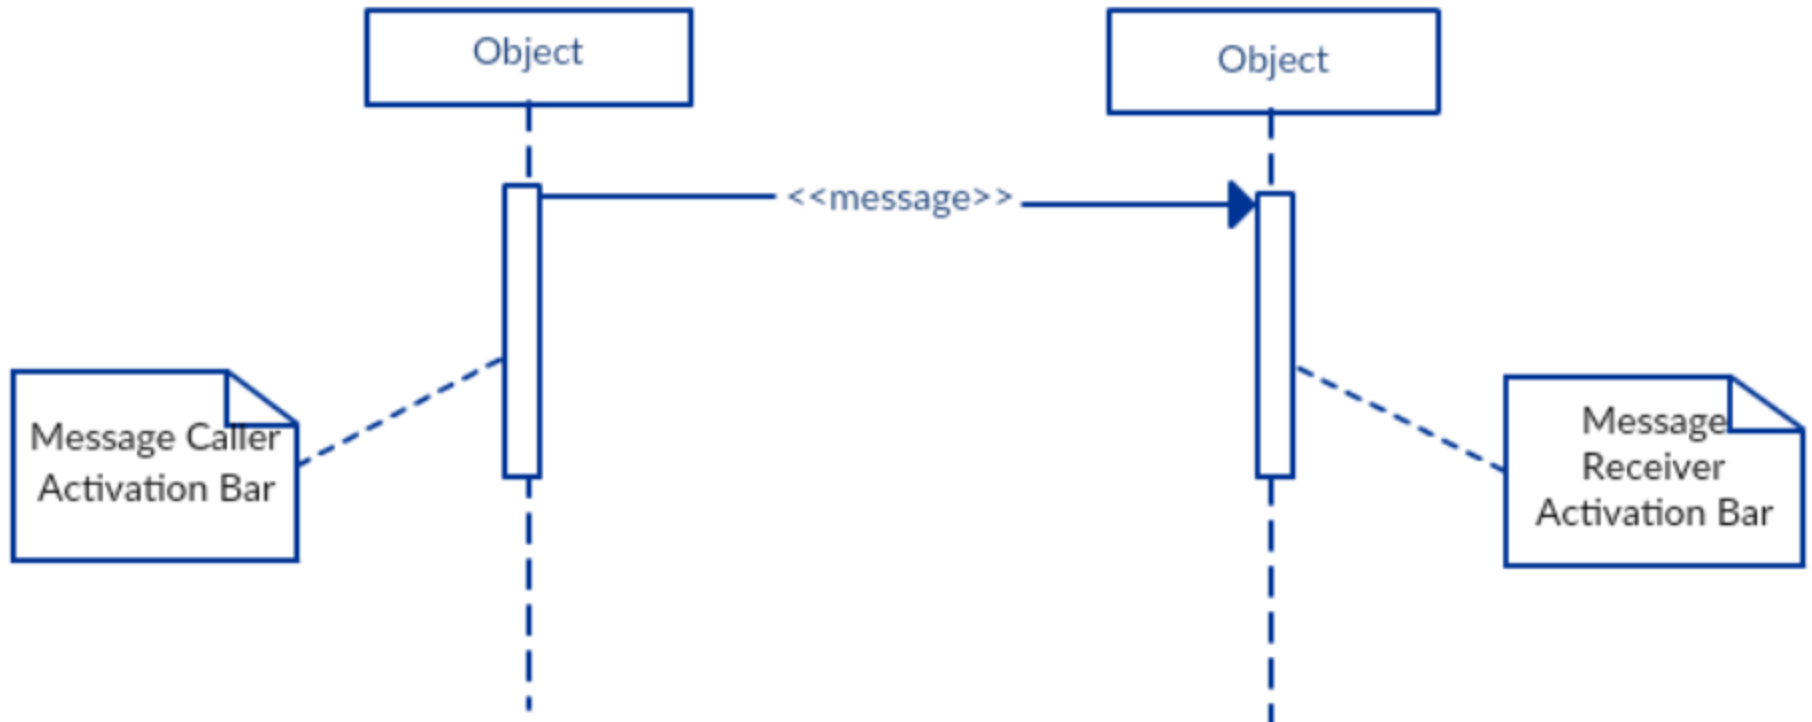 Object
Object
<<message>>
Message Caller
Activation Bar
Message
Receiver
Activation Bar